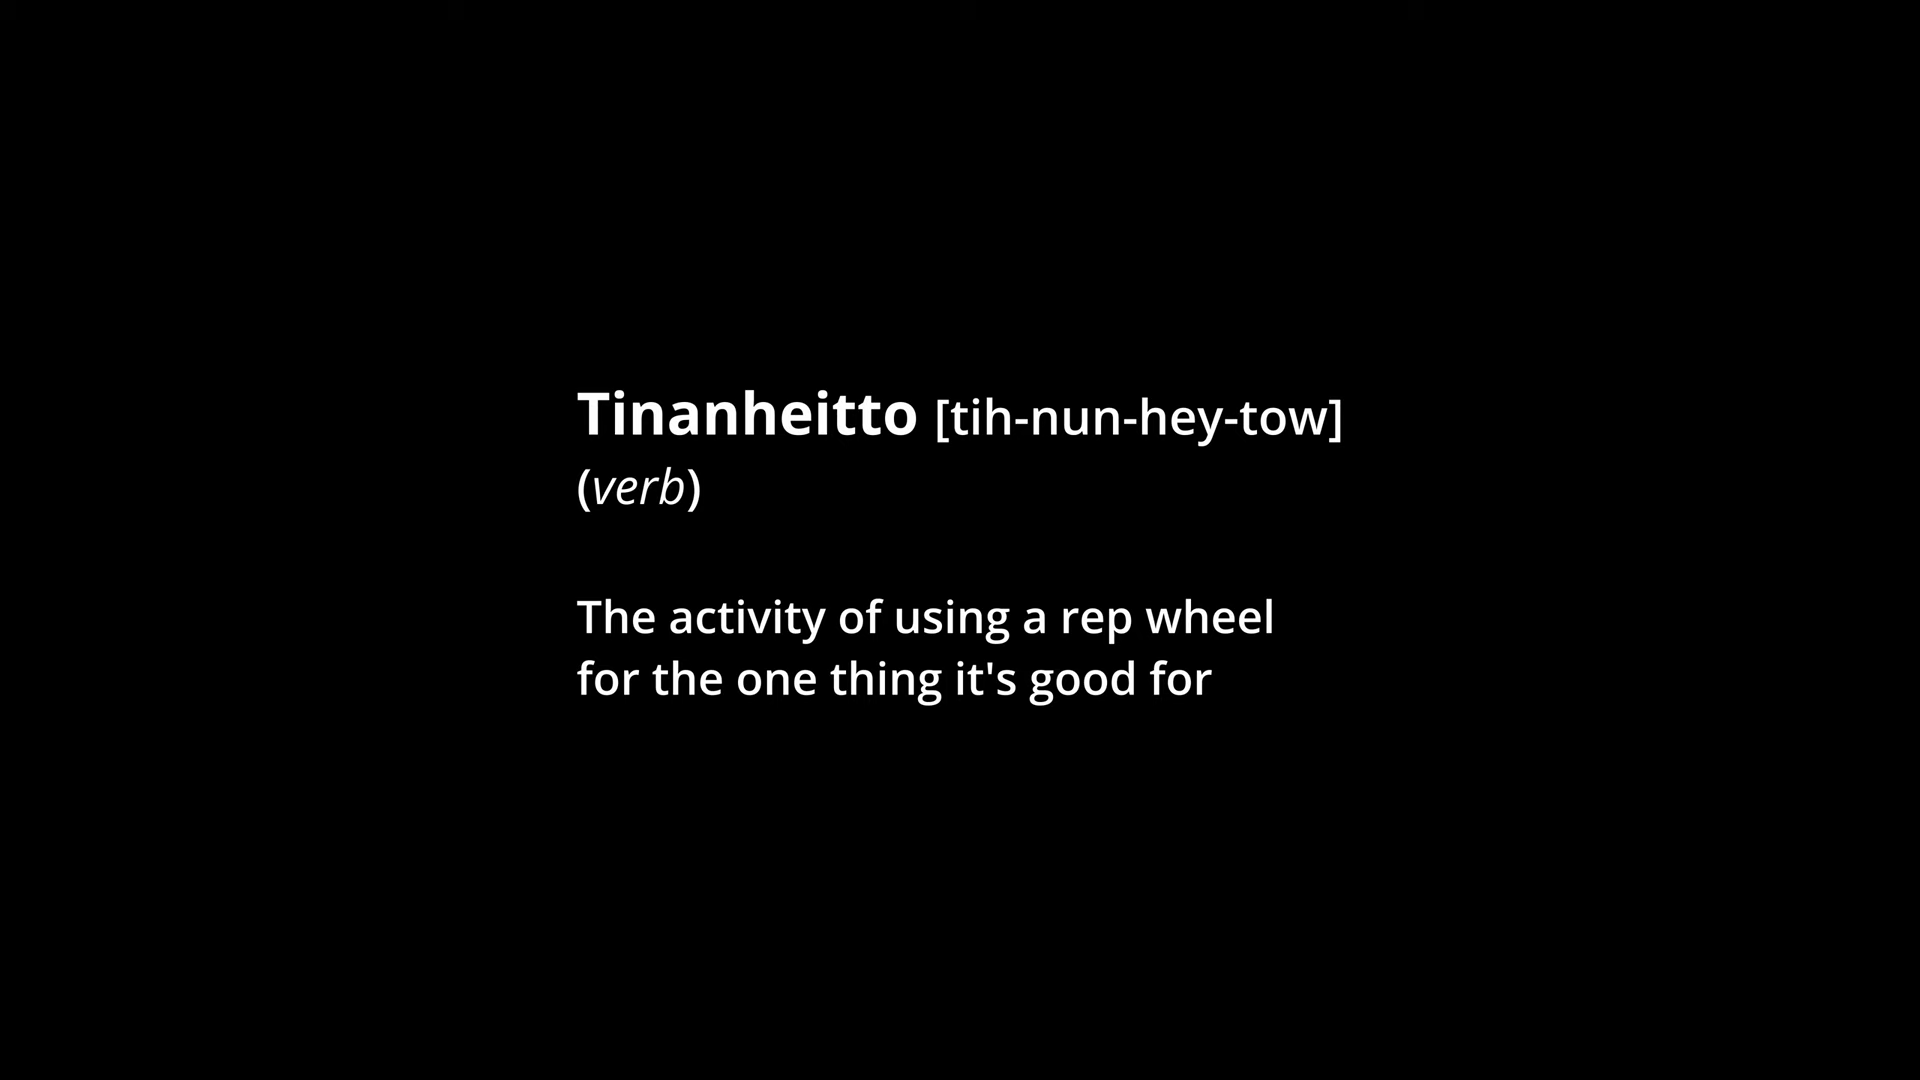 Tinanheitto [tih-nun-hey-tow]
(verb)
The activity of using a rep wheel
for the one thing it's good for